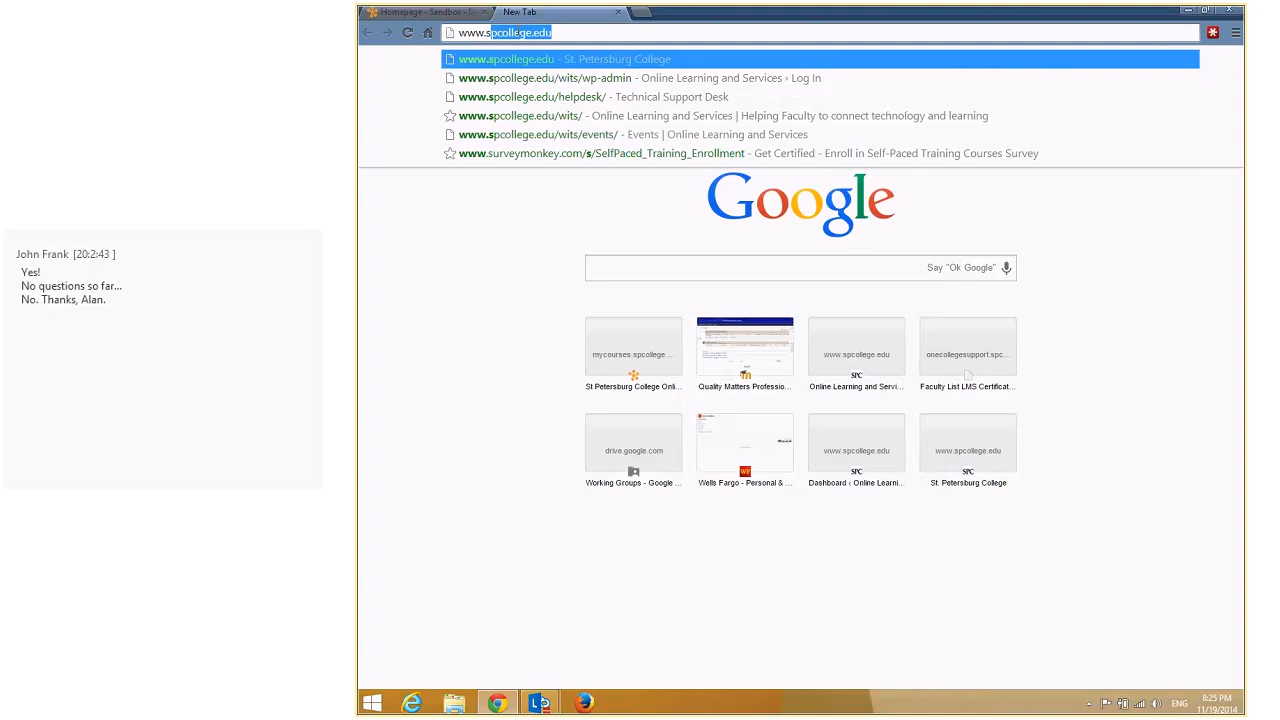 Homepage - Sandbox - D
New Tab
www.spcollege.edu
www.spcollege.edu - St. Petersburg College
www.spcollege.edu/wits/wp-admin - Online Learning and Services › Log In
www.spcollege.edu/helpdesk/ - Technical Support Desk
www.spcollege.edu/wits/ - Online Learning and Services | Helping Faculty to connect technology and learning
www.spcollege.edu/wits/events/ - Events | Online Learning and Services
www.surveymonkey.com/s/SelfPaced_Training_Enrollment - Get Certified - Enroll in Self-Paced Training Courses Survey
Google
Say "Ok Google"
John Frank [20:2:43 ]
Yes!
No questions so far...
No. Thanks, Alan.
mycourses.spcollege....
www.spcollege.edu
onecollegesupport.spc...
SPC
St Petersburg College Onli...
Quality Matters Professio...
Online Learning and Servi...
Faculty List LMS Certificat...
drive.google.com
www.spcollege.edu
www.spcollege.edu
WF
SPC
SPC
Working Groups - Google ...
Wells Fargo - Personal & ...
Dashboard ‹ Online Learni...
St. Petersburg College
ENG
8:25 PM
11/19/2014